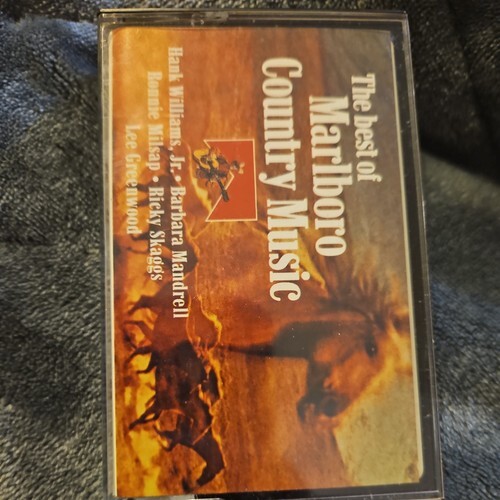 The best of
Marlboro
Country Music
Hank Williams, Jr. • Barbara Mandrell
Ronnie Milsap • Ricky Skaggs
Lee Greenwood